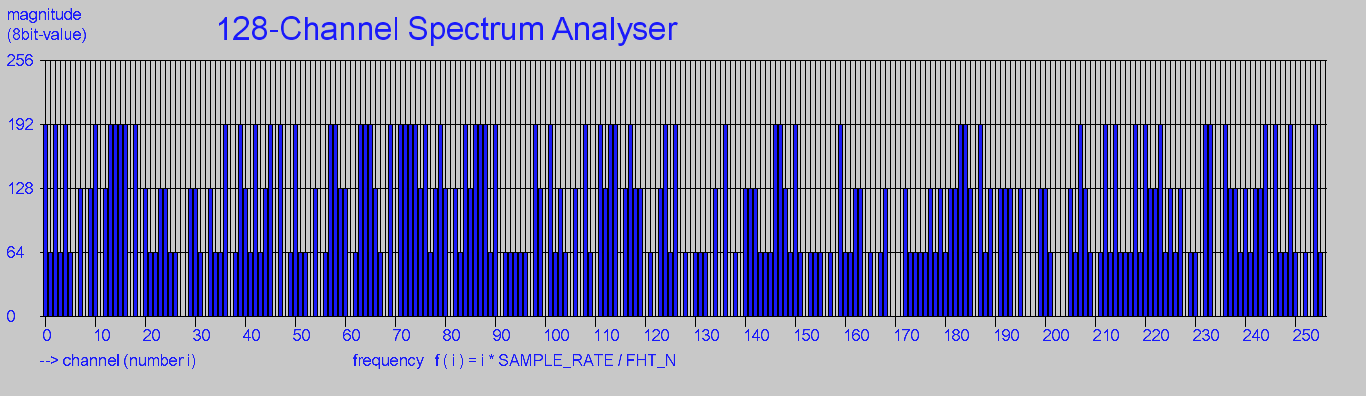 magnitude
(8bit-value)
128-Channel Spectrum Analyser
256
192
128
64
0
0 10 20 30 40 50 60 70 80 90 100 110 120 130 140 150 160 170 180 190 200 210 220 230 240 250
--> channel (number i)
frequency f ( i ) = i * SAMPLE_RATE / FHT_N